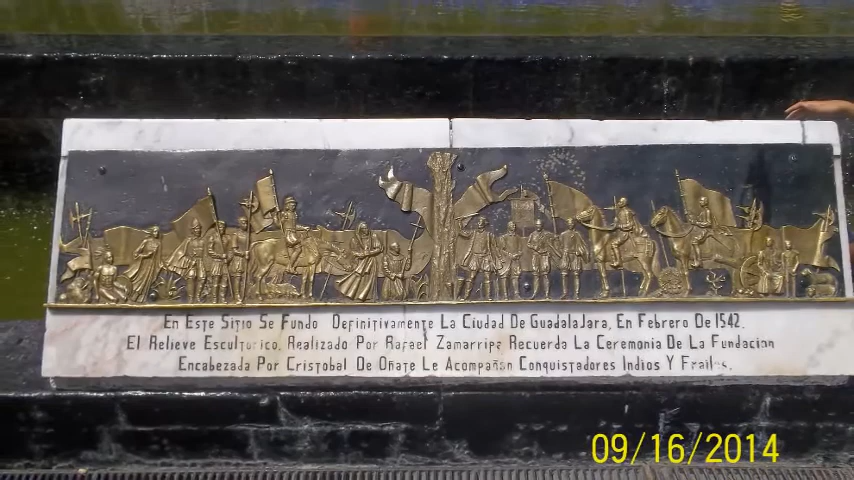 En Este Sitio Se Fundo Definitivamente La Ciudad De Guadalajara, En Febrero De 1542.
El Relieve Escultorico, Realizado Por Rafael Zamarripa Recuerda La Ceremonia De La Fundacion
Encabezada Por Cristobal De Oñate Le Acompañan Conquistadores Indios Y Frailes.
09/16/2014